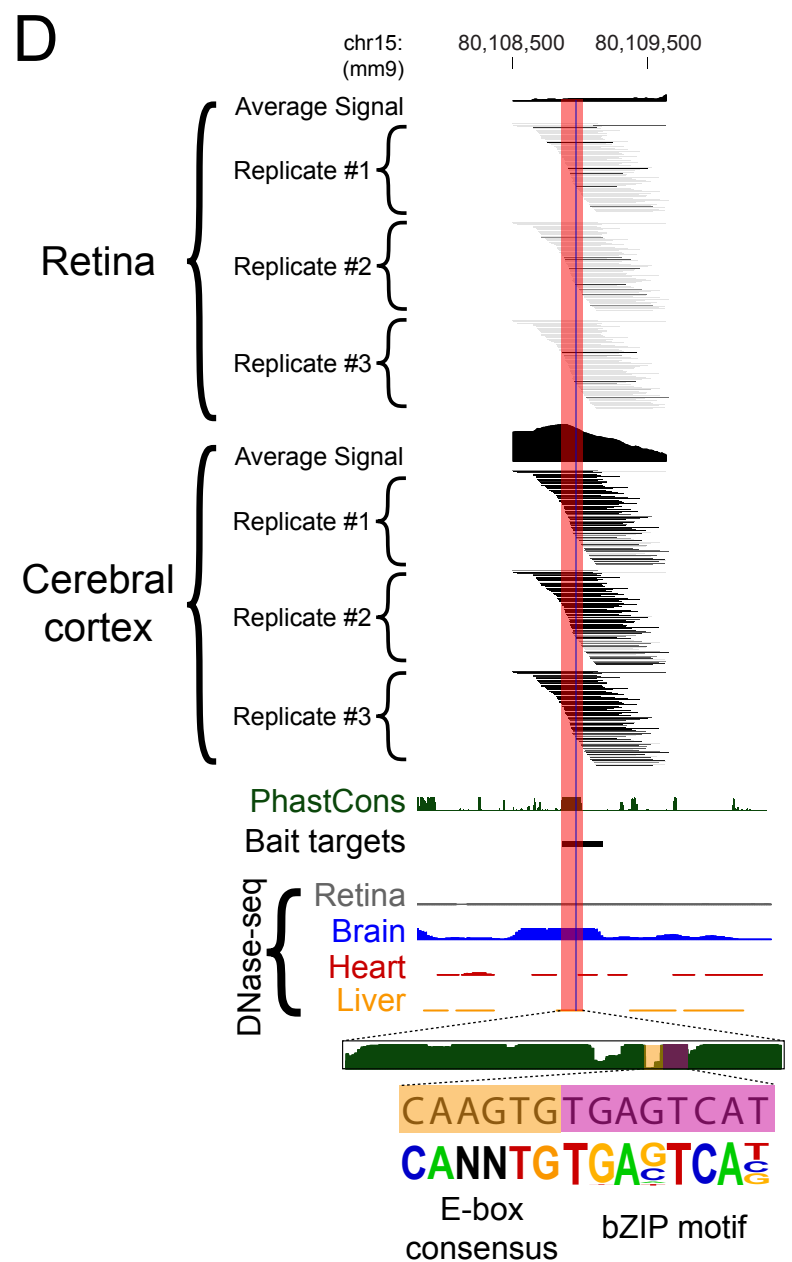 D
chr15:
(mm9)
80,108,500
80,109,500
Average Signal
Replicate #1
Replicate #2
Replicate #3
Retina
Average Signal
Replicate #1
Replicate #2
Replicate #3
Cerebral
cortex
PhastCons
Bait targets
DNase-seq
Retina
Brain
Heart
Liver
CAAGTGTGAGTCAT
CANNTGTGAGTCAT
C
C
G
E-box
consensus
bZIP motif